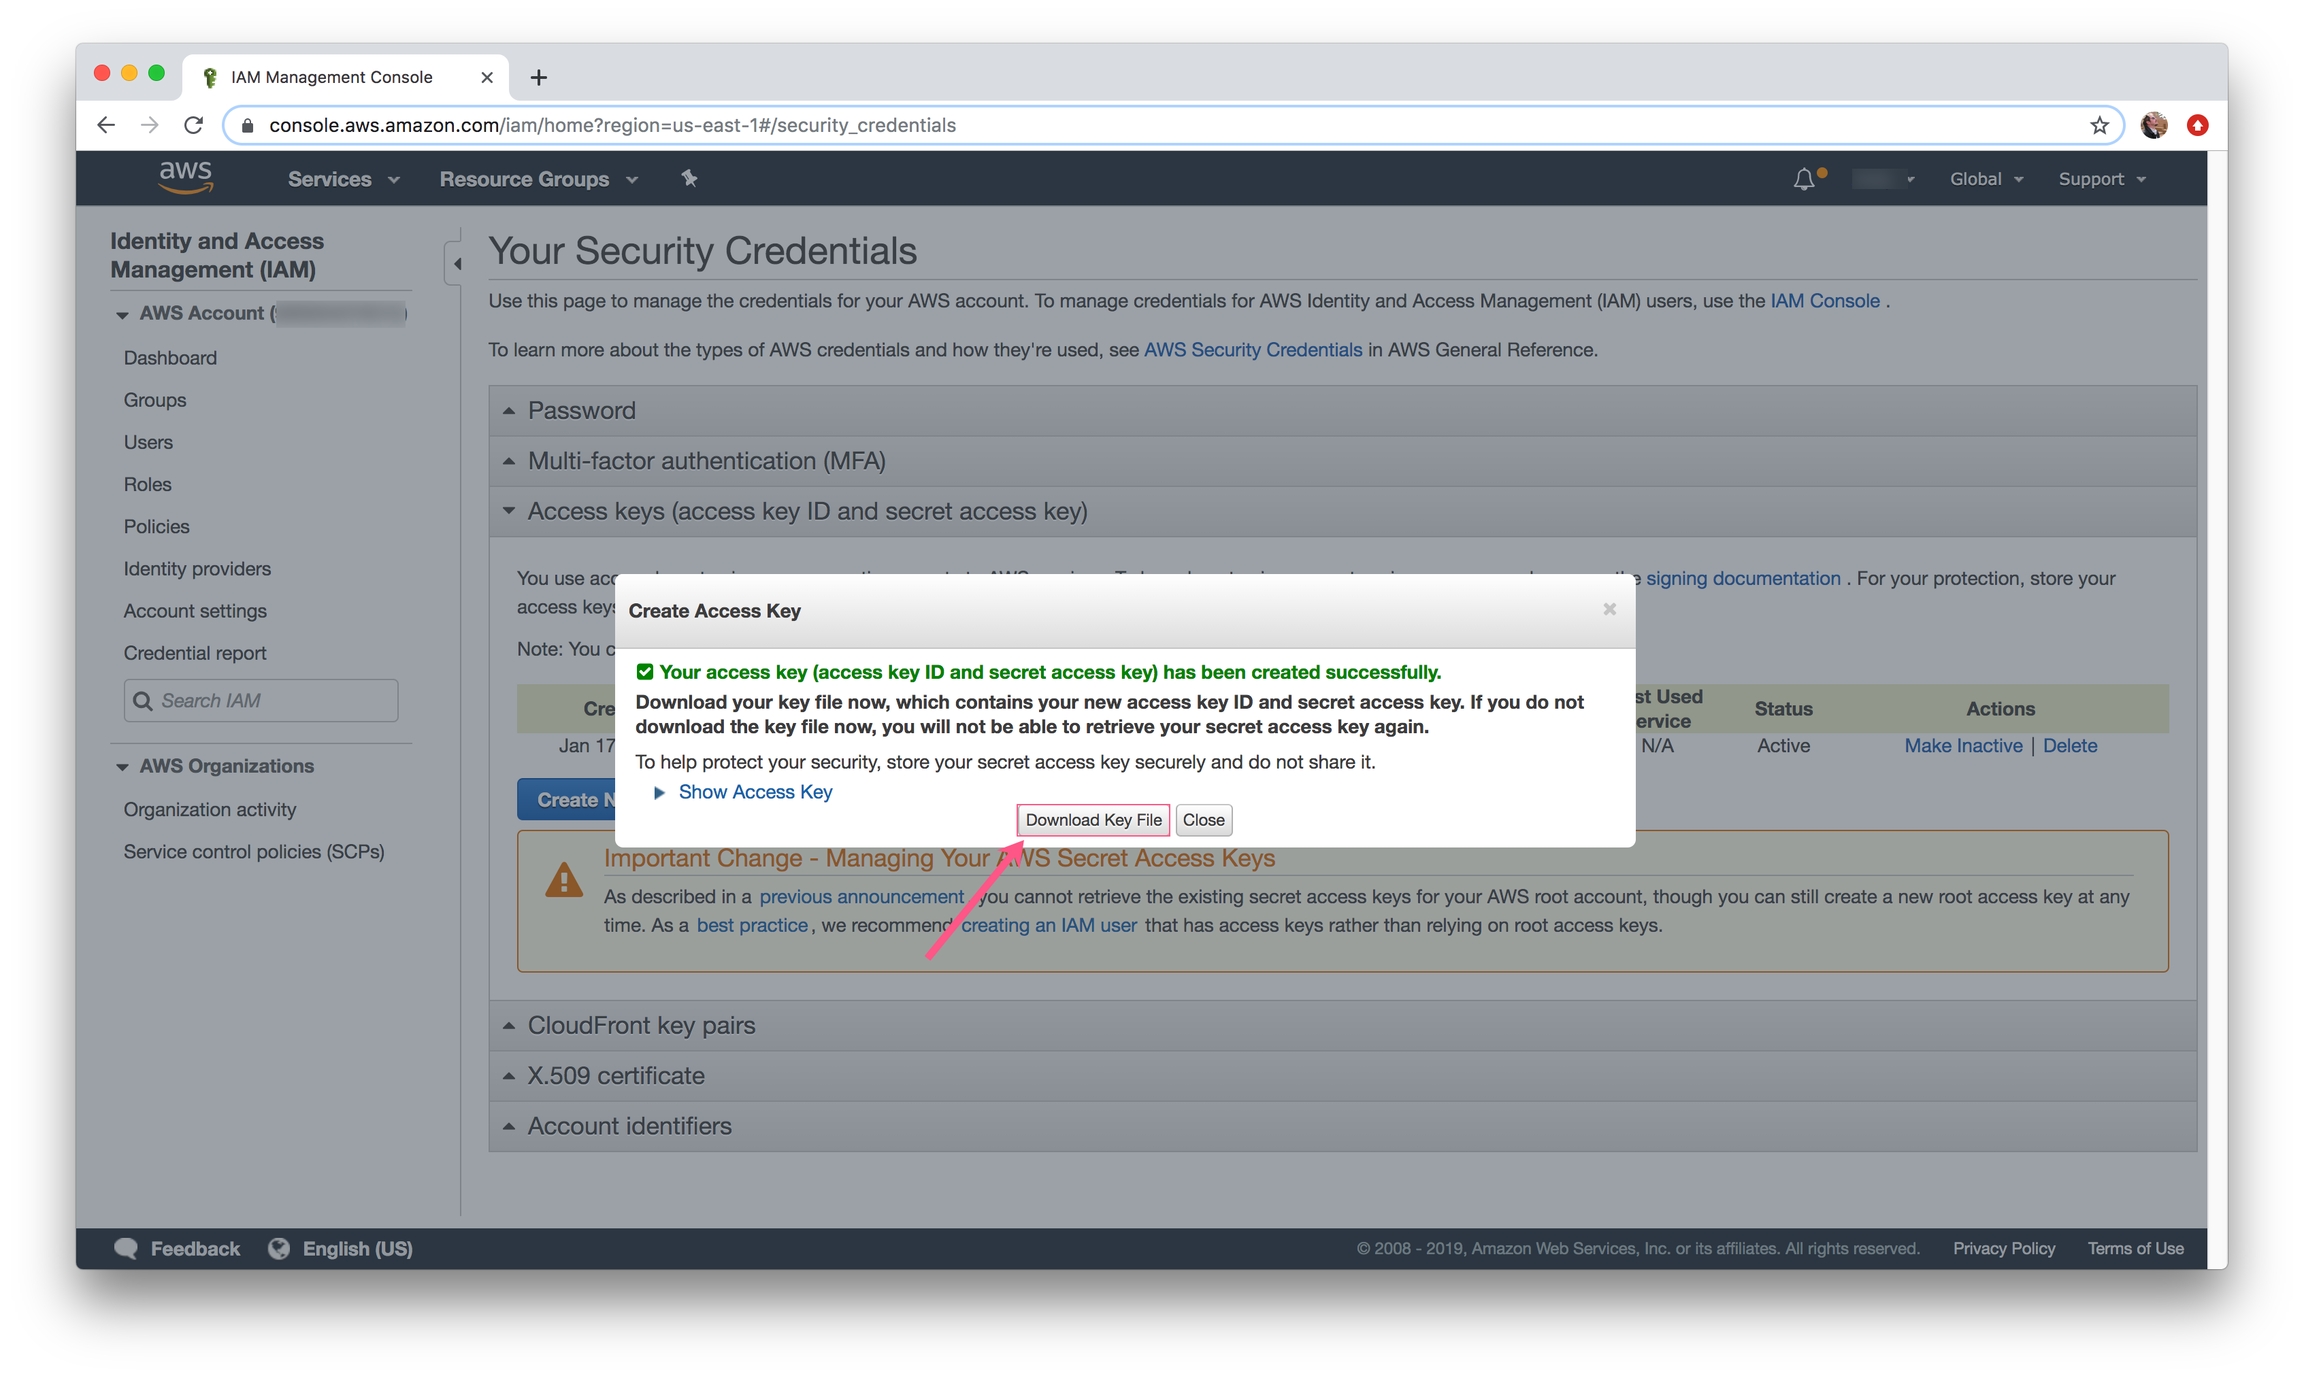 IAM Management Console
console.aws.amazon.com/iam/home?region=us-east-1#/security_credentials
aws
Services
Resource Groups
Global
Support
Identity and Access
Management (IAM)
AWS Account (
)
Dashboard
Groups
Users
Roles
Policies
Identity providers
Account settings
Credential report
Search IAM
AWS Organizations
Organization activity
Service control policies (SCPs)
Your Security Credentials
Use this page to manage the credentials for your AWS account. To manage credentials for AWS Identity and Access Management (IAM) users, use the IAM Console .
To learn more about the types of AWS credentials and how they're used, see AWS Security Credentials in AWS General Reference.
Password
Multi-factor authentication (MFA)
Access keys (access key ID and secret access key)
You use
signing documentation . For your protection, store your
access keys
Note: You
Status
Actions
Used
Jan 17
N/A
Active
Make Inactive | Delete
Create
Create Access Key
Your access key (access key ID and secret access key) has been created successfully.
Download your key file now, which contains your new access key ID and secret access key. If you do not
download the key file now, you will not be able to retrieve your secret access key again.
To help protect your security, store your secret access key securely and do not share it.
Show Access Key
Download Key File
Close
Important Change - Managing Your AWS Secret Access Keys
As described in a previous announcement, you cannot retrieve the existing secret access keys for your AWS root account, though you can still create a new root access key at any
time. As a best practice, we recommend creating an IAM user that has access keys rather than relying on root access keys.
CloudFront key pairs
X.509 certificate
Account identifiers
Feedback
English (US)
© 2008 - 2019, Amazon Web Services, Inc. or its affiliates. All rights reserved.
Privacy Policy
Terms of Use